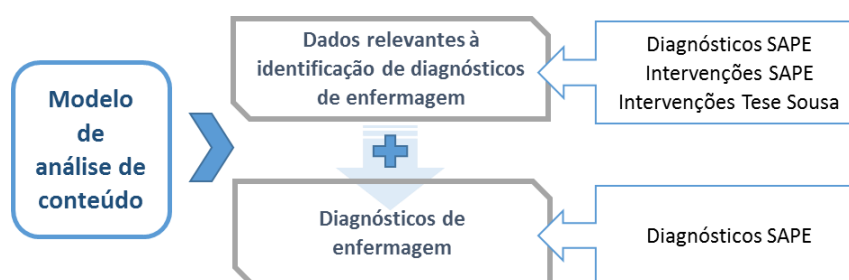 Modelo
de
análise de
conteúdo
Dados relevantes à
identificação de diagnósticos
de enfermagem
Diagnósticos SAPE
Intervenções SAPE
Intervenções Tese Sousa
Diagnósticos de
enfermagem
Diagnósticos SAPE